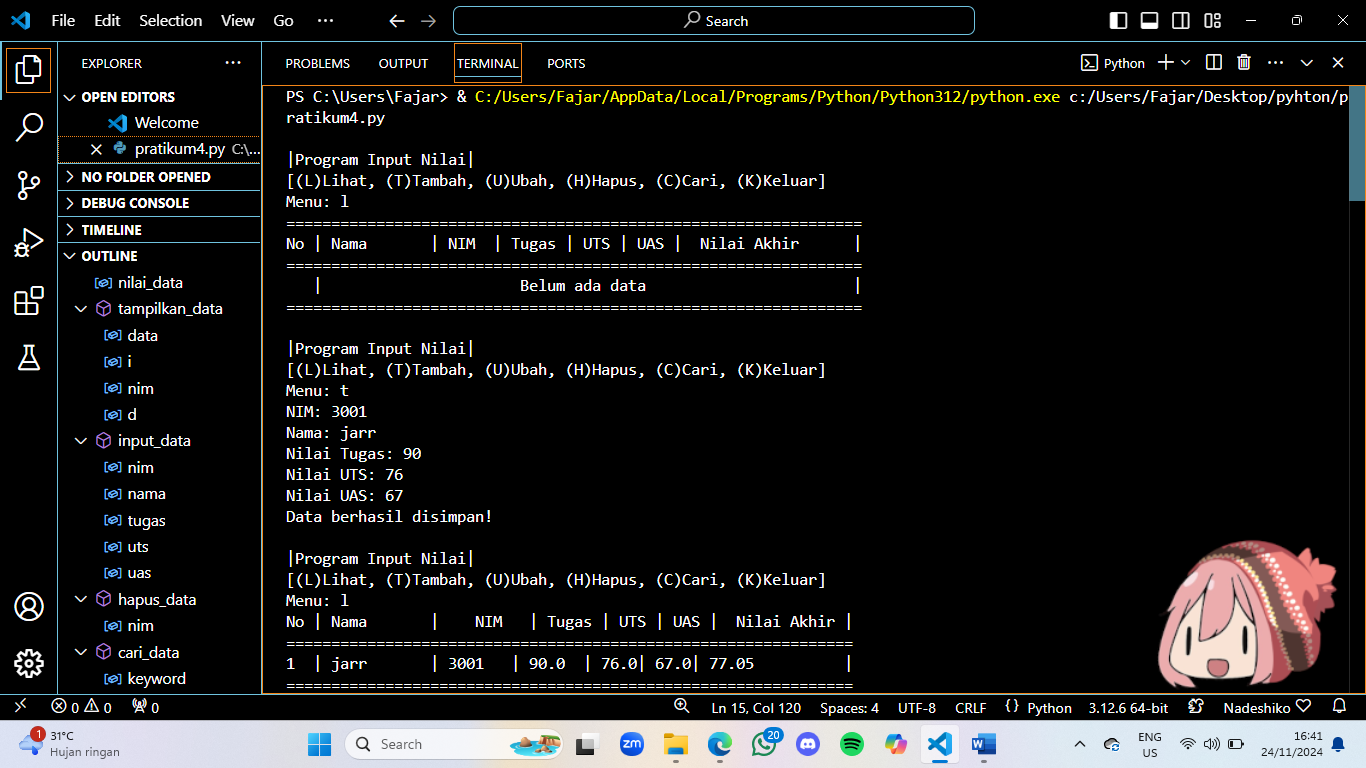 File Edit Selection View Go ··· Search
EXPLORER ···
OPEN EDITORS
Welcome
pratikum4.py C:\...
NO FOLDER OPENED
DEBUG CONSOLE
TIMELINE
OUTLINE
nilai_data
tampilkan_data
data
i
nim
d
input_data
nim
nama
tugas
uts
uas
hapus_data
nim
cari_data
keyword
PROBLEMS OUTPUT TERMINAL PORTS Python
PS C:\Users\Fajar> & C:/Users/Fajar/AppData/Local/Programs/Python/Python312/python.exe c:/Users/Fajar/Desktop/pyhton/p
ratikum4.py
|Program Input Nilai|
[(L)Lihat, (T)Tambah, (U)Ubah, (H)Hapus, (C)Cari, (K)Keluar]
Menu: l
================================================================
No | Nama       | NIM  | Tugas | UTS | UAS |  Nilai Akhir      |
================================================================
   |                      Belum ada data                       |
================================================================
|Program Input Nilai|
[(L)Lihat, (T)Tambah, (U)Ubah, (H)Hapus, (C)Cari, (K)Keluar]
Menu: t
NIM: 3001
Nama: jarr
Nilai Tugas: 90
Nilai UTS: 76
Nilai UAS: 67
Data berhasil disimpan!
|Program Input Nilai|
[(L)Lihat, (T)Tambah, (U)Ubah, (H)Hapus, (C)Cari, (K)Keluar]
Menu: l
No | Nama       |    NIM   | Tugas | UTS | UAS |  Nilai Akhir |
===============================================================
1  | jarr       | 3001   | 90.0  | 76.0| 67.0| 77.05          |
===============================================================
0 0 0 Ln 15, Col 120 Spaces: 4 UTF-8 CRLF {} Python 3.12.6 64-bit Nadeshiko
1 31°C
Hujan ringan
Search
zm
20
W
ENG
US
16:41
24/11/2024